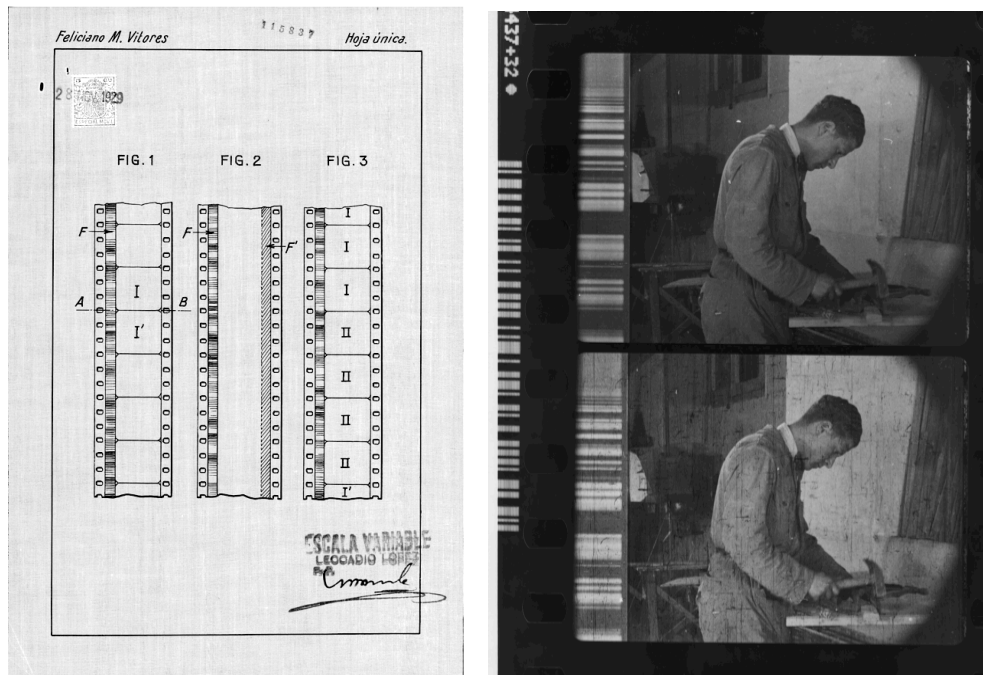 115837
Feliciano M. Vitores Hoja única.
28 NOV. 1929
FIG. 1 FIG. 2 FIG. 3
I
F F F' I
I I
A B
I' II
II
II
II
I'
ESCALA VARIABLE
LEOCADIO LOPEZ
P.P.
437+32